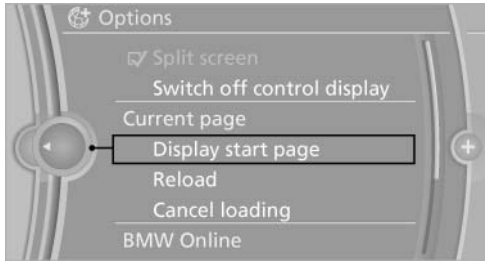 Options
Split screen
Switch off control display
Current page
Display start page
Reload
Cancel loading
BMW Online